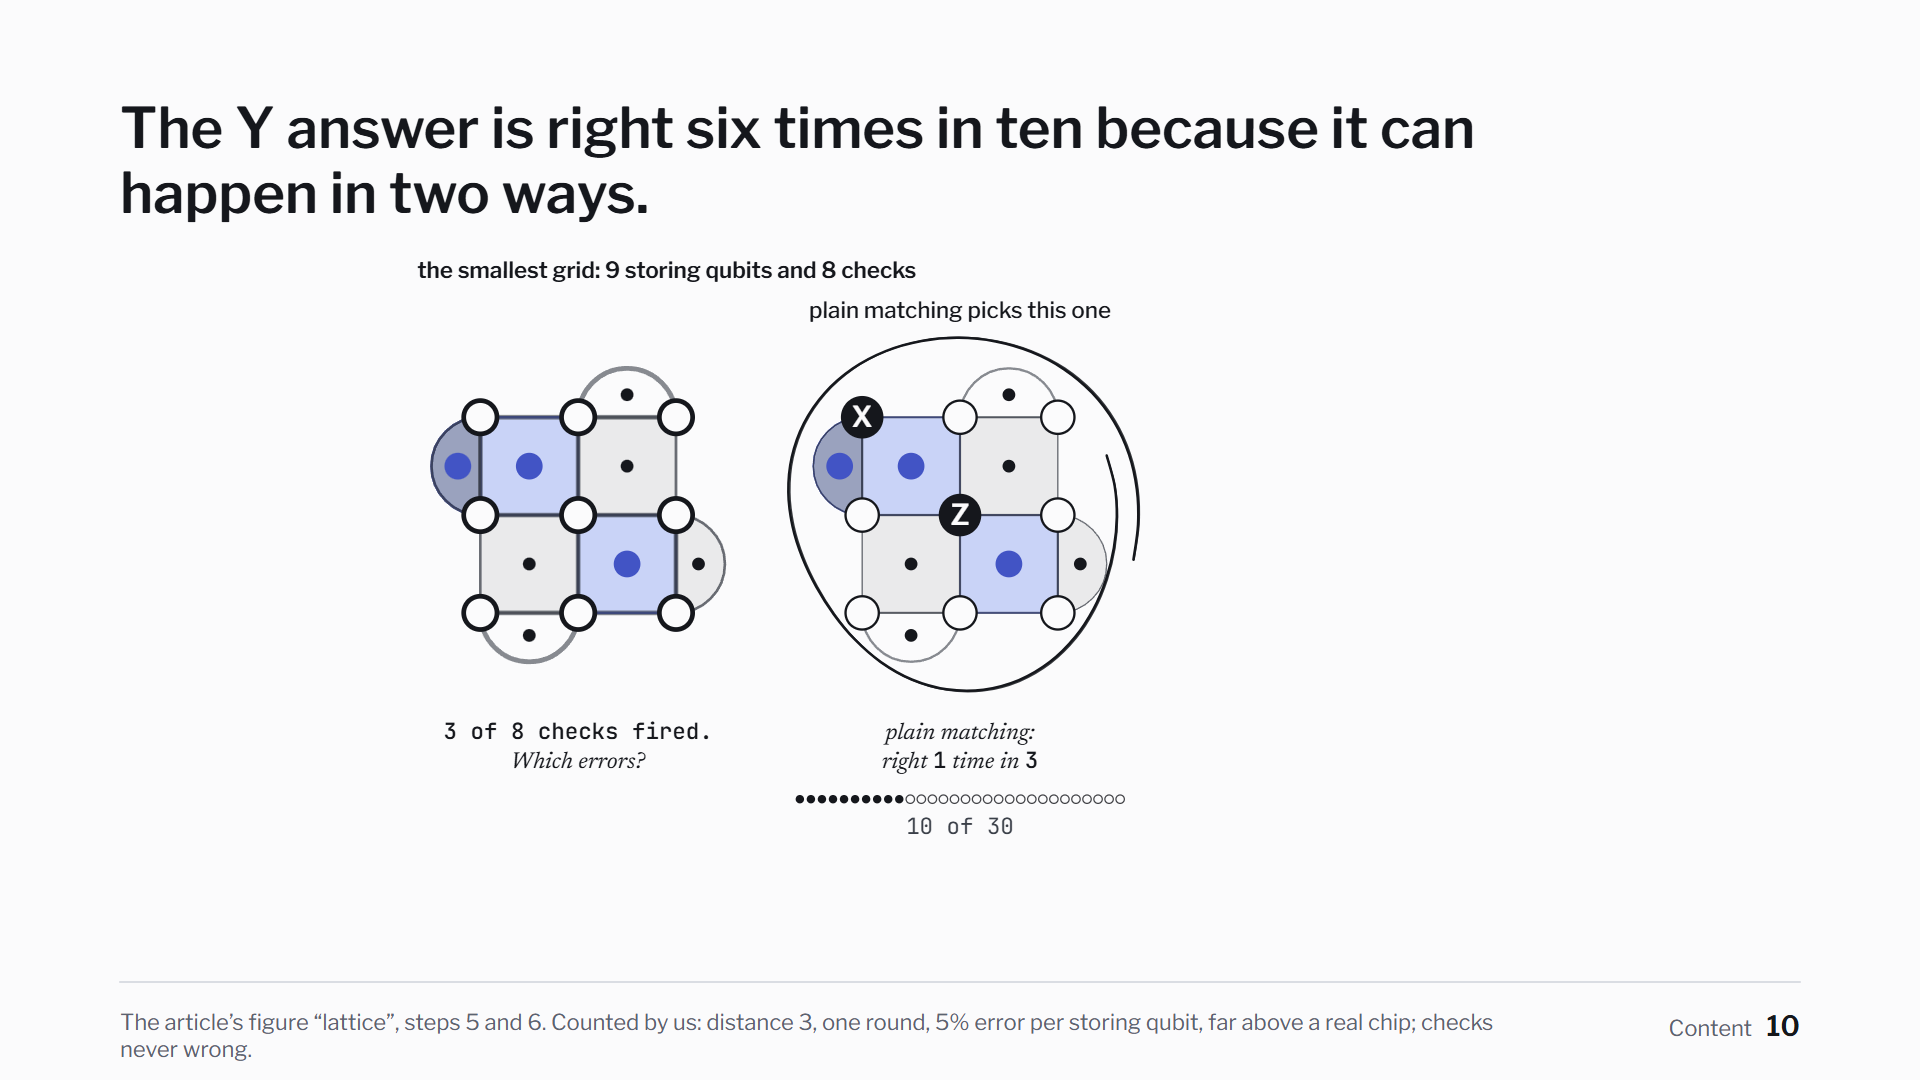 The Y answer is right six times in ten because it can
happen in two ways.
the smallest grid: 9 storing qubits and 8 checks
plain matching picks this one
X
Z
3 of 8 checks fired.
Which errors?
plain matching:
right 1 time in 3
10 of 30
The article’s figure “lattice”, steps 5 and 6. Counted by us: distance 3, one round, 5% error per storing qubit, far above a real chip; checks
never wrong.
Content 10